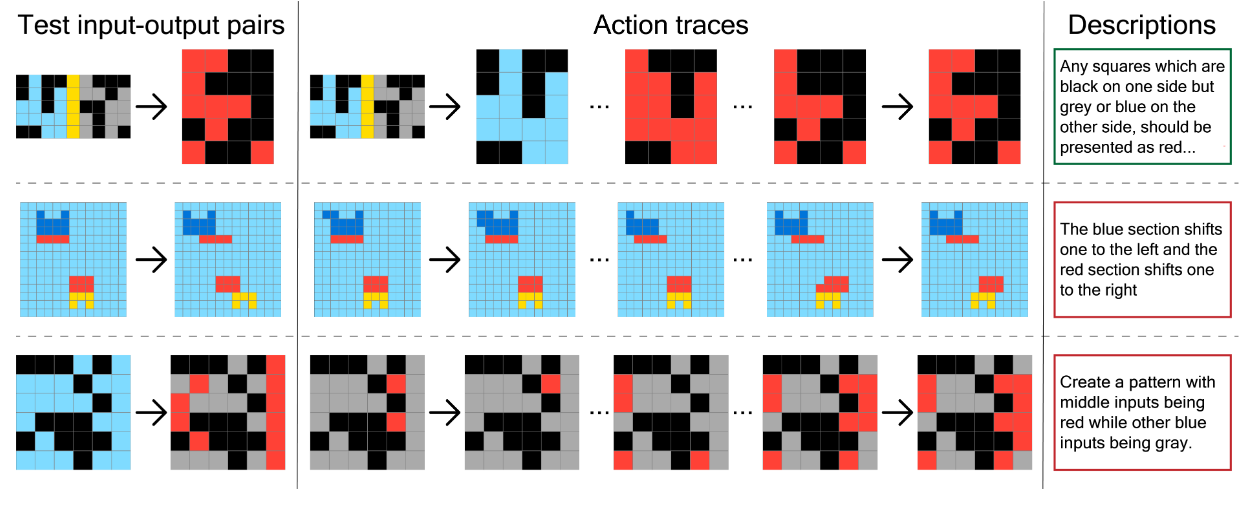 Test input-output pairs
Action traces
Descriptions
Any squares which are
black on one side but
grey or blue on the
other side, should be
presented as red...
The blue section shifts
one to the left and the
red section shifts one
to the right
Create a pattern with
middle inputs being
red while other blue
inputs being gray.